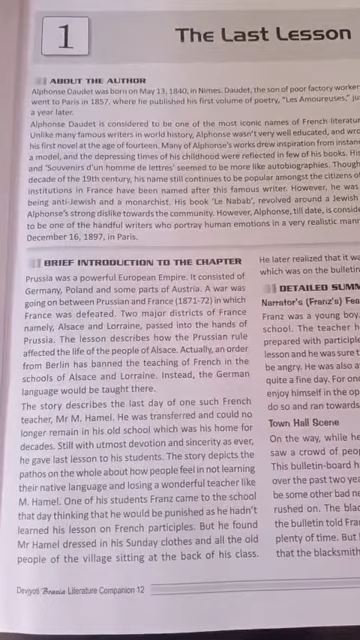 1
The Last Lesson
ABOUT THE AUTHOR
Alphonse Daudet was born on May 13, 1840, in Nimes. Daudet, the son of poor factory worker
went to Paris in 1857, where he published his first volume of poetry, "Les Amoureuses," ju
a year later.
Alphonse Daudet is considered to be one of the most iconic names of French literatur
Unlike many famous writers in world history, Alphonse wasn't very well educated, and wro
his first novel at the age of fourteen. Many of Alphonse's works drew inspiration from instanc
a model, and the depressing times of his childhood were reflected in few of his books. His
and 'Souvenirs d'un homme de lettres' seemed to be more like autobiographies. Though
decade of the 19th century, his name still continues to be popular amongst the citizens of
institutions in France have been named after this famous writer. However, he was
being anti-Jewish and a monarchist. His book 'Le Nabab', revolved around a Jewish
Alphonse's strong dislike towards the community. However, Alphonse, till date, is conside
to be one of the handful writers who portray human emotions in a very realistic mann
December 16, 1897, in Paris.
BRIEF INTRODUCTION TO THE CHAPTER
Prussia was a powerful European Empire. It consisted of
Germany, Poland and some parts of Austria. A war was
going on between Prussian and France (1871-72) in which
France was defeated. Two major districts of France
namely, Alsace and Lorraine, passed into the hands of
Prussia. The lesson describes how the Prussian rule
affected the life of the people of Alsace. Actually, an order
from Berlin has banned the teaching of French in the
schools of Alsace and Lorraine. Instead, the German
language would be taught there.
The story describes the last day of one such French
teacher, Mr M. Hamel. He was transferred and could no
longer remain in his old school which was his home for
decades. Still with utmost devotion and sincerity as ever,
he gave last lesson to his students. The story depicts the
pathos on the whole about how people feel in not learning
their native language and losing a wonderful teacher like
M. Hamel. One of his students Franz came to the school
that day thinking that he would be punished as he hadn't
learned his lesson on French participles. But he found
Mr Hamel dressed in his Sunday clothes and all the old
people of the village sitting at the back of his class.
He later realized that wa
which was on the bulletin
DETAILED SUMM
Narrator's (Franz's) Fea
Franz was a young boy.
school. The teacher h
prepared with participle
lesson and he was sure t
be angry. He was also a
quite a fine day. For one
enjoy himself in the op
do so and ran towards
Town Hall Scene
On the way, while he
saw a crowd of peop
This bulletin-board h
over the past two yea
be some other bad ne
rushed on. The blac
the bulletin told Fran
plenty of time. But
that the blacksmith
Devjyoti Brasia Literature Companion 12